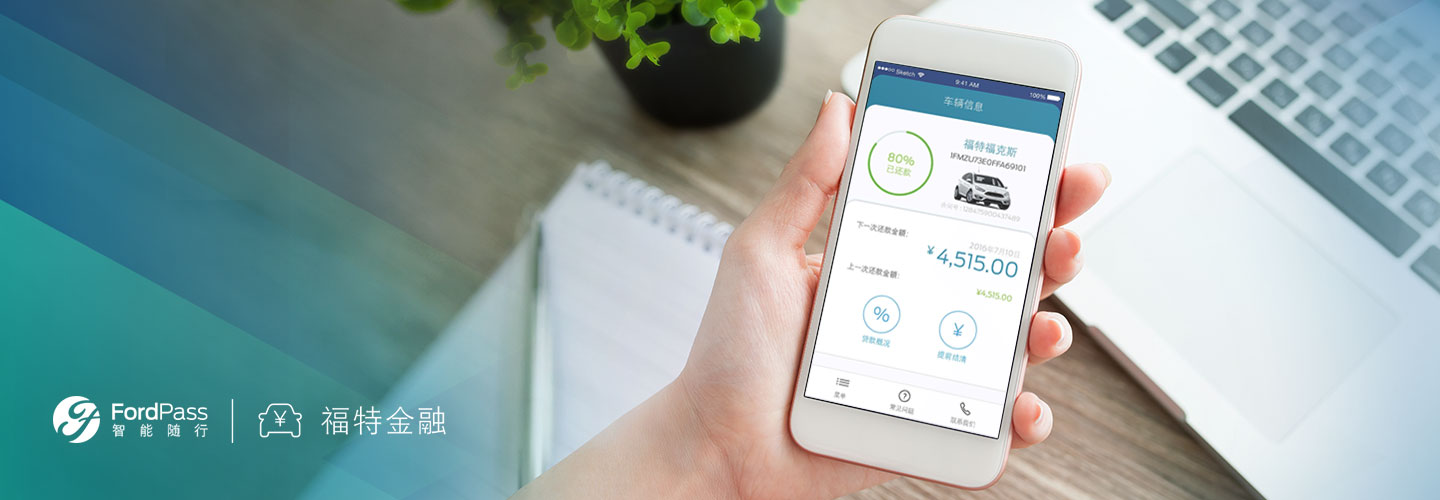 Sketch
9:41 AM
100%
车辆信息
80%
已还款
福特福克斯
1FMZU73E0FFA69101
合同号: 128475900437489
下一次还款金额:
2016年7月10日
¥ 4,515.00
上一次还款金额:
¥4,515.00
%
¥
贷款概况
提前结清
菜单
常见问题
联系我们
FordPass
智能随行
¥
福特金融